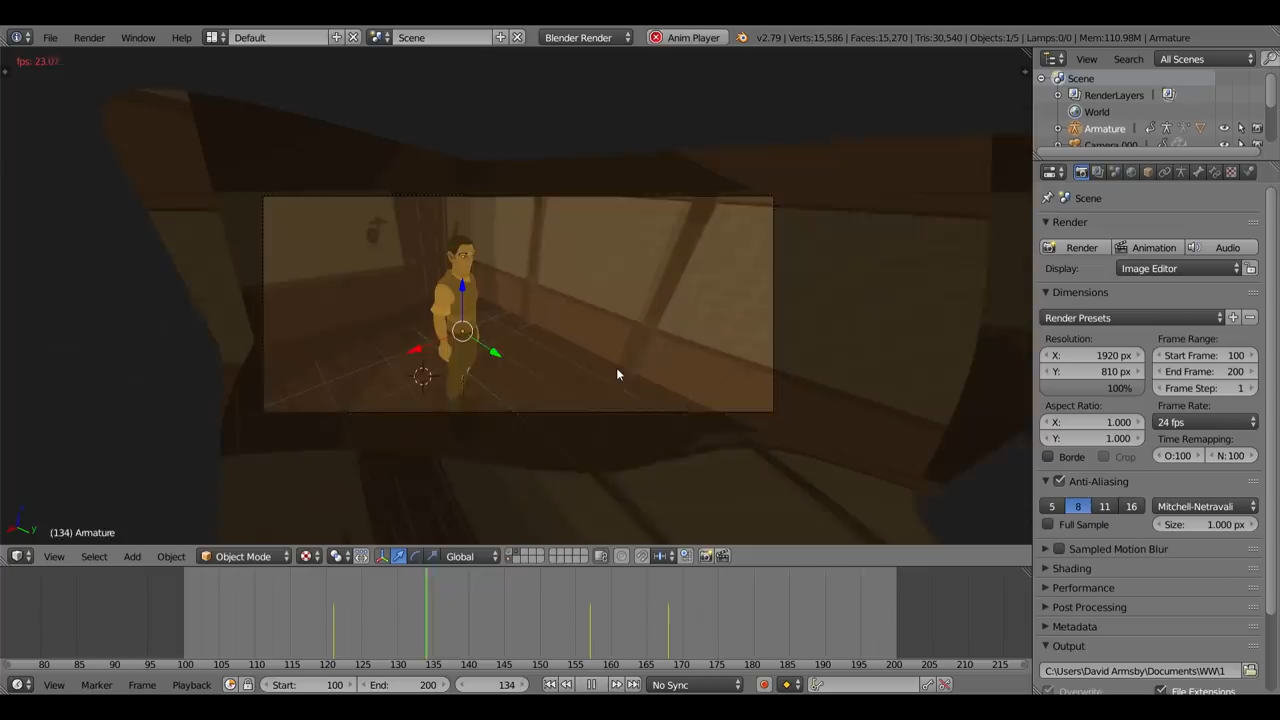 File Render Window Help Default Scene Blender Render Anim Player v2.79 | Verts:15,586 | Faces:15,270 | Tris:30,540 | Objects:1/5 | Lamps:0/0 | Mem:110.98M | Armature
fps: 23.07
View Search All Scenes
Scene
RenderLayers
World
Armature
Camera.000
Scene
Render
Render Animation Audio
Display: Image Editor
Dimensions
Render Presets
Resolution: Frame Range:
X: 1920 px Start Frame: 100
Y: 810 px End Frame: 200
100% Frame Step: 1
Aspect Ratio: Frame Rate:
X: 1.000 24 fps
Y: 1.000 Time Remapping:
Borde Crop O:100 N:100
Anti-Aliasing
5 8 11 16 Mitchell-Netravali
Full Sample Size: 1.000 px
Sampled Motion Blur
Shading
Performance
Post Processing
Metadata
Output
C:\Users\David Armsby\Documents\WW\1
Overwrite File Extensions
z
y
(134) Armature
View Select Add Object Object Mode Global
80 85 90 95 100 105 110 115 120 125 130 135 140 145 150 155 160 165 170 175 180 185 190 195 200 205 210 215
View Marker Frame Playback Start: 100 End: 200 134 No Sync